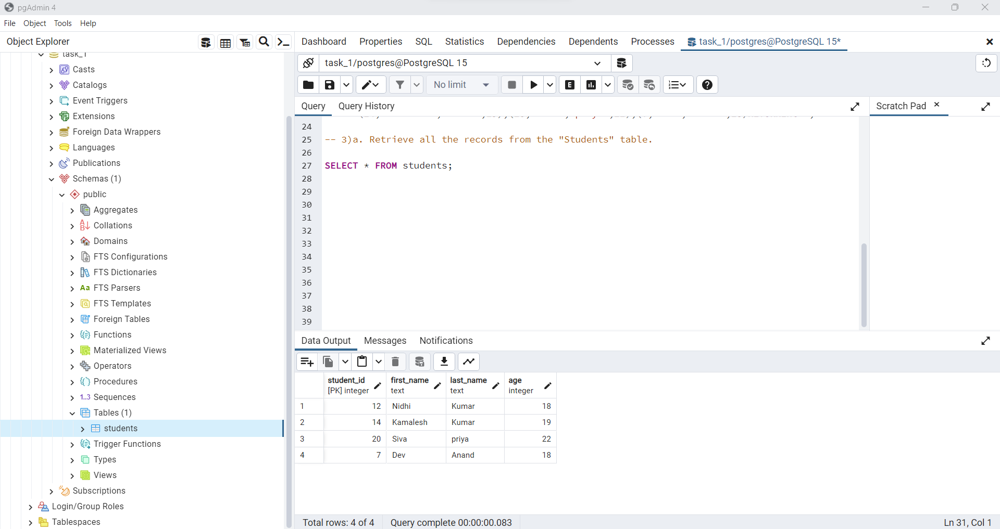 pgAdmin 4
File Object Tools Help
Object Explorer
Dashboard Properties SQL Statistics Dependencies Dependents Processes task_1/postgres@PostgreSQL 15*
task_1
Casts
Catalogs
Event Triggers
Extensions
Foreign Data Wrappers
Languages
Publications
Schemas (1)
public
Aggregates
Collations
Domains
FTS Configurations
FTS Dictionaries
Aa FTS Parsers
FTS Templates
Foreign Tables
Functions
Materialized Views
Operators
Procedures
1..3 Sequences
Tables (1)
students
Trigger Functions
Types
Views
Subscriptions
Login/Group Roles
Tablespaces
task_1/postgres@PostgreSQL 15
No limit
E
Query Query History
Scratch Pad
24
25 -- 3)a. Retrieve all the records from the "Students" table.
26
27 SELECT * FROM students;
28
29
30
31
32
33
34
35
36
37
38
39
Data Output Messages Notifications
student_id first_name last_name age
[PK] integer text text integer
1 12 Nidhi Kumar 18
2 14 Kamalesh Kumar 19
3 20 Siva priya 22
4 7 Dev Anand 18
Total rows: 4 of 4 Query complete 00:00:00.083 Ln 31, Col 1